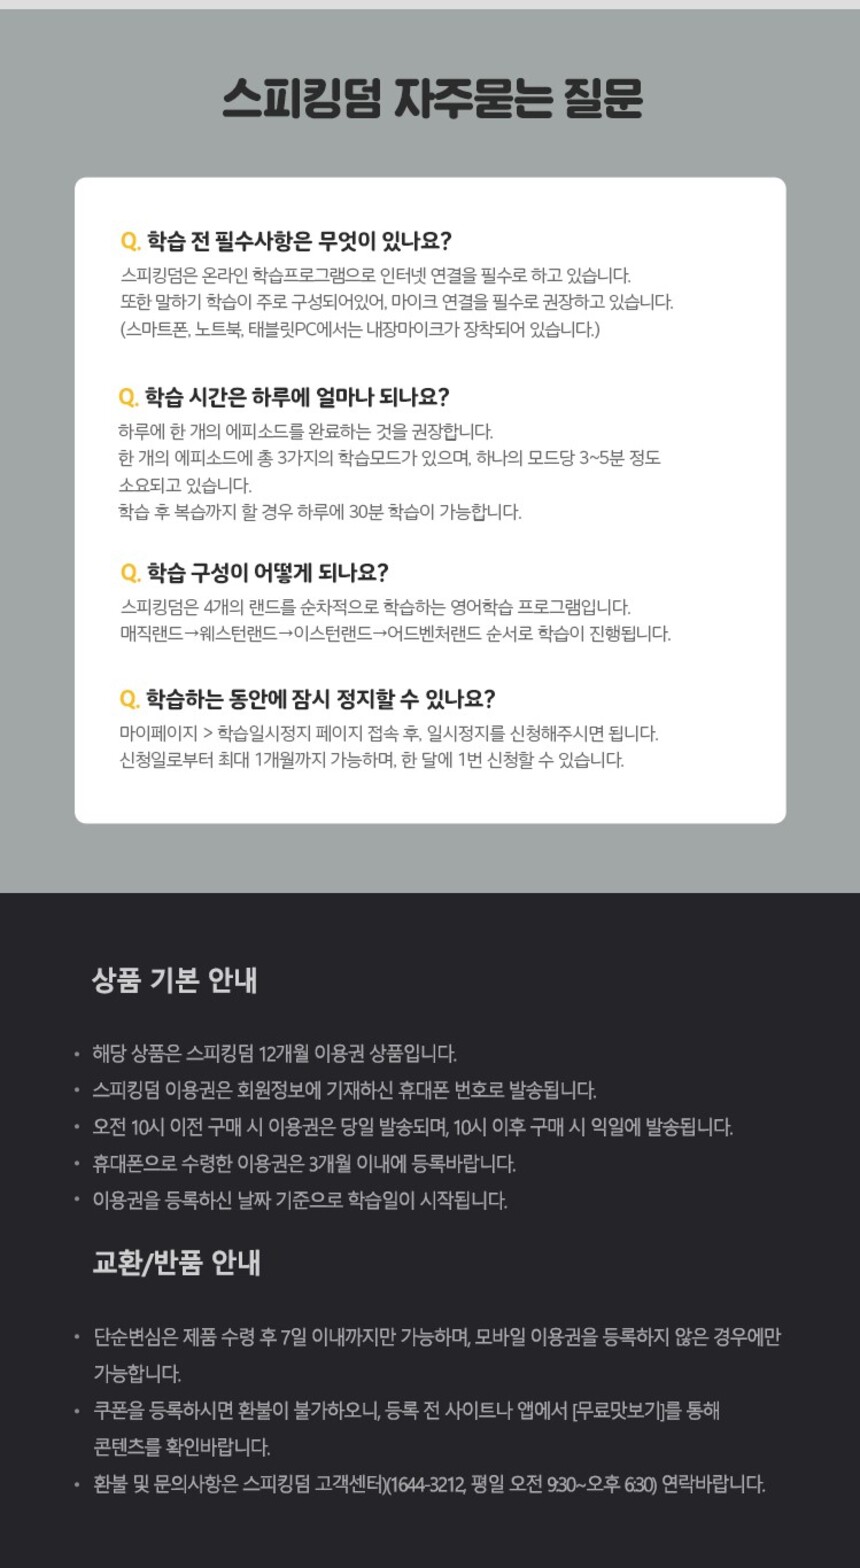 스피킹덤 자주묻는 질문
Q. 학습 전 필수사항은 무엇이 있나요?
스피킹덤은 온라인 학습프로그램으로 인터넷 연결을 필수로 하고 있습니다.
또한 말하기 학습이 주로 구성되어있어, 마이크 연결을 필수로 권장하고 있습니다.
(스마트폰, 노트북, 태블릿PC에서는 내장마이크가 장착되어 있습니다.)
Q. 학습 시간은 하루에 얼마나 되나요?
하루에 한 개의 에피소드를 완료하는 것을 권장합니다.
한 개의 에피소드에 총 3가지의 학습모드가 있으며, 하나의 모드당 3~5분 정도
소요되고 있습니다.
학습 후 복습까지 할 경우 하루에 30분 학습이 가능합니다.
Q. 학습 구성이 어떻게 되나요?
스피킹덤은 4개의 랜드를 순차적으로 학습하는 영어학습 프로그램입니다.
매직랜드→웨스턴랜드→이스턴랜드→어드벤처랜드 순서로 학습이 진행됩니다.
Q. 학습하는 동안에 잠시 정지할 수 있나요?
마이페이지 > 학습일시정지 페이지 접속 후, 일시정지를 신청해주시면 됩니다.
신청일로부터 최대 1개월까지 가능하며, 한 달에 1번 신청할 수 있습니다.
상품 기본 안내
• 해당 상품은 스피킹덤 12개월 이용권 상품입니다.
• 스피킹덤 이용권은 회원정보에 기재하신 휴대폰 번호로 발송됩니다.
• 오전 10시 이전 구매 시 이용권은 당일 발송되며, 10시 이후 구매 시 익일에 발송됩니다.
• 휴대폰으로 수령한 이용권은 3개월 이내에 등록바랍니다.
• 이용권을 등록하신 날짜 기준으로 학습일이 시작됩니다.
교환/반품 안내
• 단순변심은 제품 수령 후 7일 이내까지만 가능하며, 모바일 이용권을 등록하지 않은 경우에만
가능합니다.
• 쿠폰을 등록하시면 환불이 불가하오니, 등록 전 사이트나 앱에서 [무료맛보기]를 통해
콘텐츠를 확인바랍니다.
• 환불 및 문의사항은 스피킹덤 고객센터)(1644-3212, 평일 오전 9:30~오후 6:30) 연락바랍니다.